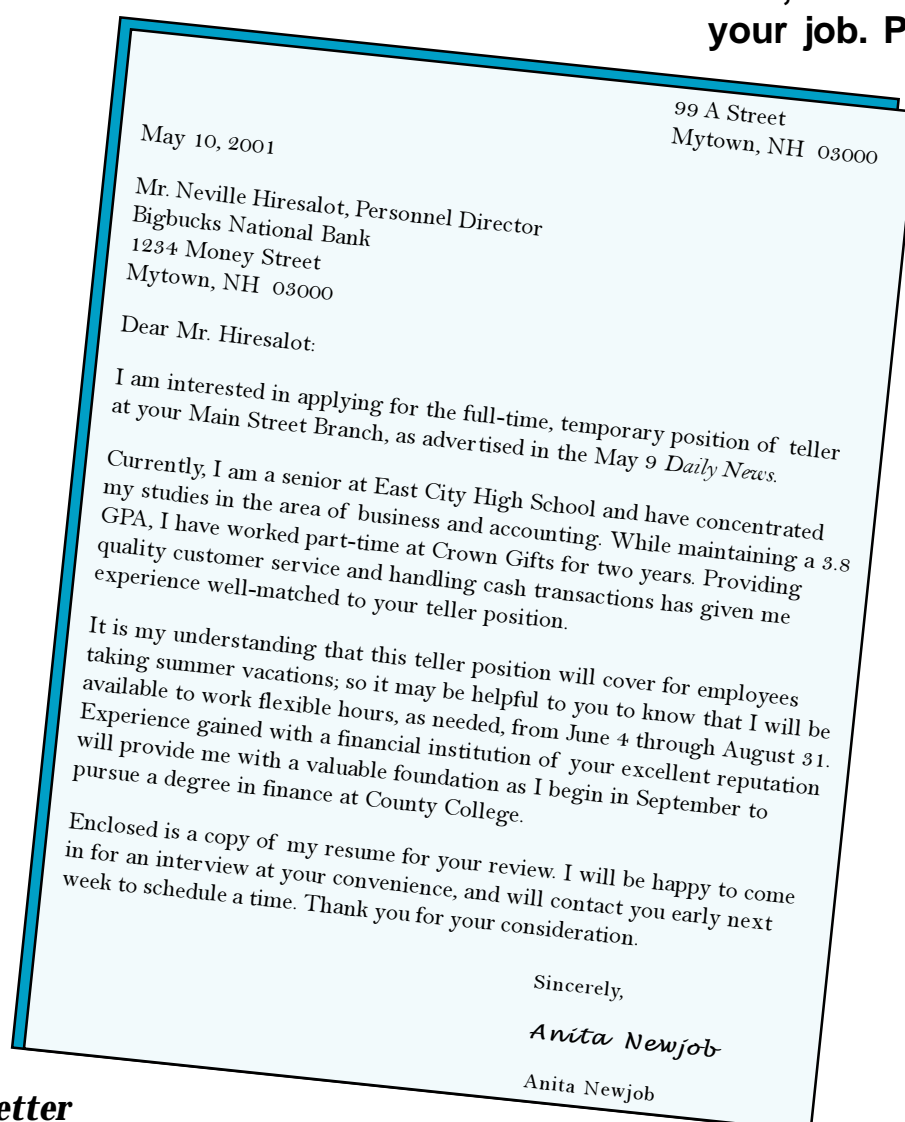 your job. P
99 A Street
Mytown, NH 03000
May 10, 2001
Mr. Neville Hiresalot, Personnel Director
Bigbucks National Bank
1234 Money Street
Mytown, NH 03000
Dear Mr. Hiresalot:
I am interested in applying for the full-time, temporary position of teller
at your Main Street Branch, as advertised in the May 9 Daily News.
Currently, I am a senior at East City High School and have concentrated
my studies in the area of business and accounting. While maintaining a 3.8
GPA, I have worked part-time at Crown Gifts for two years. Providing
quality customer service and handling cash transactions has given me
experience well-matched to your teller position.
It is my understanding that this teller position will cover for employees
taking summer vacations; so it may be helpful to you to know that I will be
available to work flexible hours, as needed, from June 4 through August 31.
Experience gained with a financial institution of your excellent reputation
will provide me with a valuable foundation as I begin in September to
pursue a degree in finance at County College.
Enclosed is a copy of my resume for your review. I will be happy to come
in for an interview at your convenience, and will contact you early next
week to schedule a time. Thank you for your consideration.
Sincerely,
Anita Newjob
Anita Newjob
etter